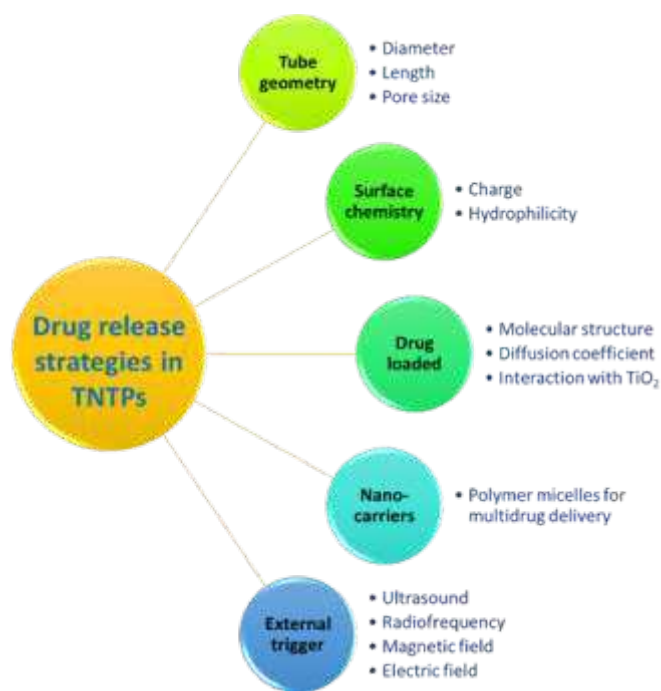 Tube
geometry
• Diameter
• Length
• Pore size
Surface
chemistry
• Charge
• Hydrophilicity
Drug release
strategies in
TNTPs
Drug
loaded
• Molecular structure
• Diffusion coefficient
• Interaction with TiO₂
Nano-
carriers
• Polymer micelles for
multidrug delivery
External
trigger
• Ultrasound
• Radiofrequency
• Magnetic field
• Electric field